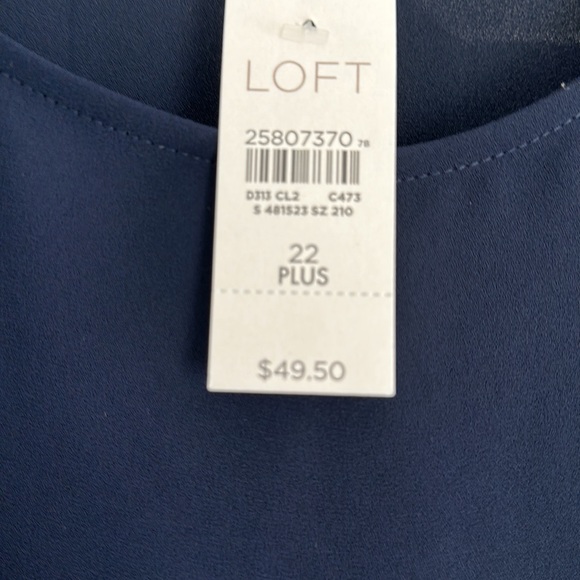 LOFT
25807370 78
D313 CL2 C473
S 481523 SZ 210
22
PLUS
$49.50